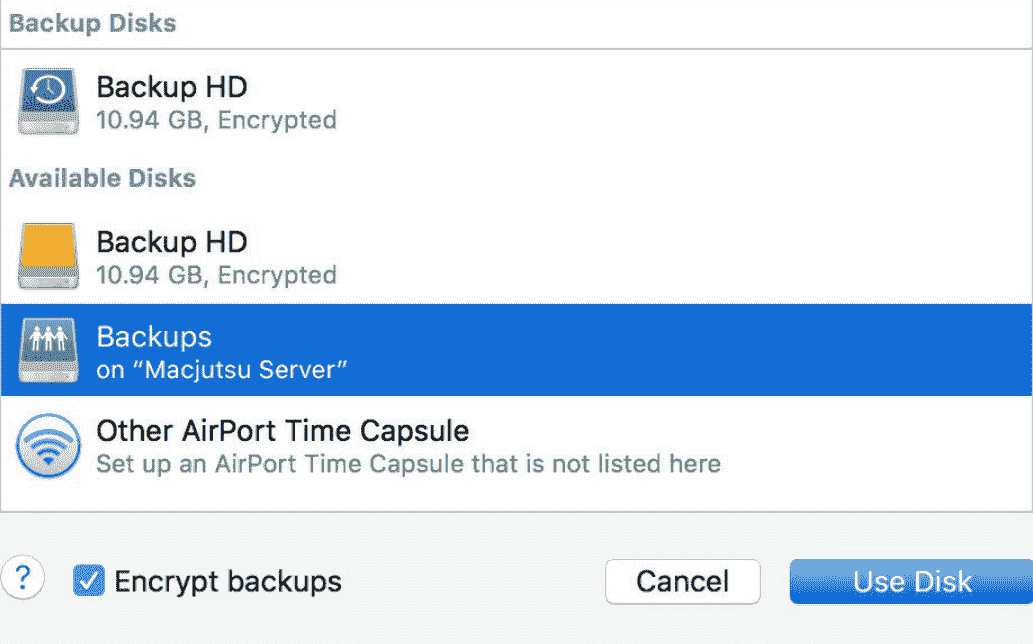 Backup Disks
Backup HD
10.94 GB, Encrypted
Available Disks
Backup HD
10.94 GB, Encrypted
Backups
on “Macjutsu Server”
Other AirPort Time Capsule
Set up an AirPort Time Capsule that is not listed here
? Encrypt backups Cancel Use Disk